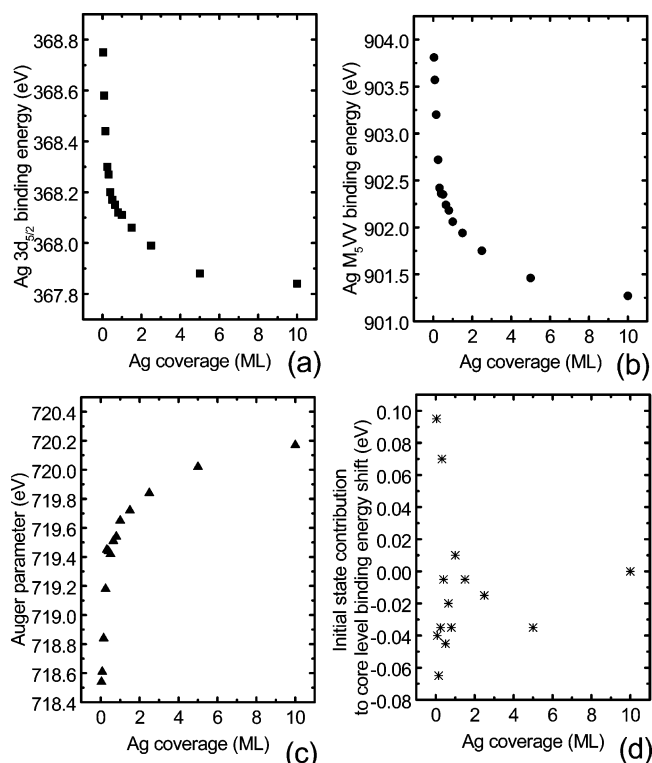 368.8
368.6
368.4
368.2
368.0
367.8
Ag 3d5/2 binding energy (eV)
0 2 4 6 8 10
Ag coverage (ML)
(a)
904.0
903.5
903.0
902.5
902.0
901.5
901.0
Ag M5VV binding energy (eV)
0 2 4 6 8 10
Ag coverage (ML)
(b)
720.4
720.2
720.0
719.8
719.6
719.4
719.2
719.0
718.8
718.6
718.4
Auger parameter (eV)
0 2 4 6 8 10
Ag coverage (ML)
(c)
0.10
0.08
0.06
0.04
0.02
0.00
-0.02
-0.04
-0.06
-0.08
Initial state contribution
to core level binding energy shift (eV)
0 2 4 6 8 10
Ag coverage (ML)
(d)